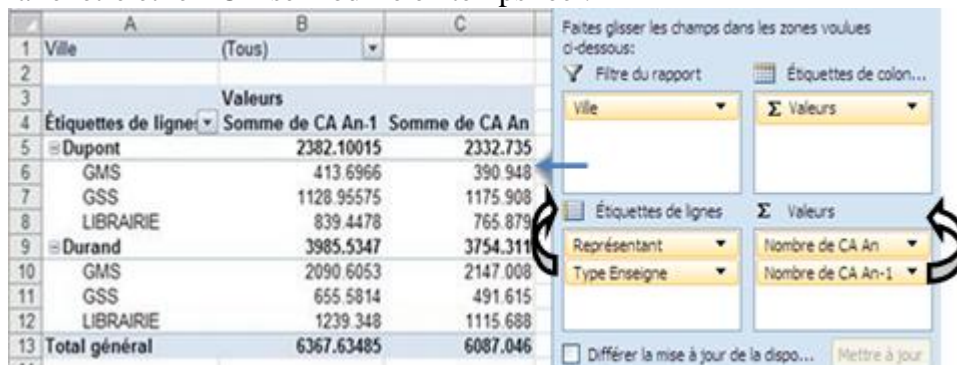 A B C
1 Ville (Tous)
2
3 Valeurs
4 Étiquettes de lignes Somme de CA An-1 Somme de CA An
5 Dupont 2382.10015 2332.735
6 GMS 413.6966 390.948
7 GSS 1128.95575 1175.908
8 LIBRAIRIE 839.4478 765.879
9 Durand 3985.5347 3754.311
10 GMS 2090.6053 2147.008
11 GSS 655.5814 491.615
12 LIBRAIRIE 1239.348 1115.688
13 Total général 6367.63485 6087.046
Faites glisser les champs dans les zones voulues
ci-dessous:
Filtre du rapport Étiquettes de colon...
Ville Σ Valeurs
Étiquettes de lignes Σ Valeurs
Représentant Nombre de CA An
Type Enseigne Nombre de CA An-1
Différer la mise à jour de la dispo... Mettre à jour